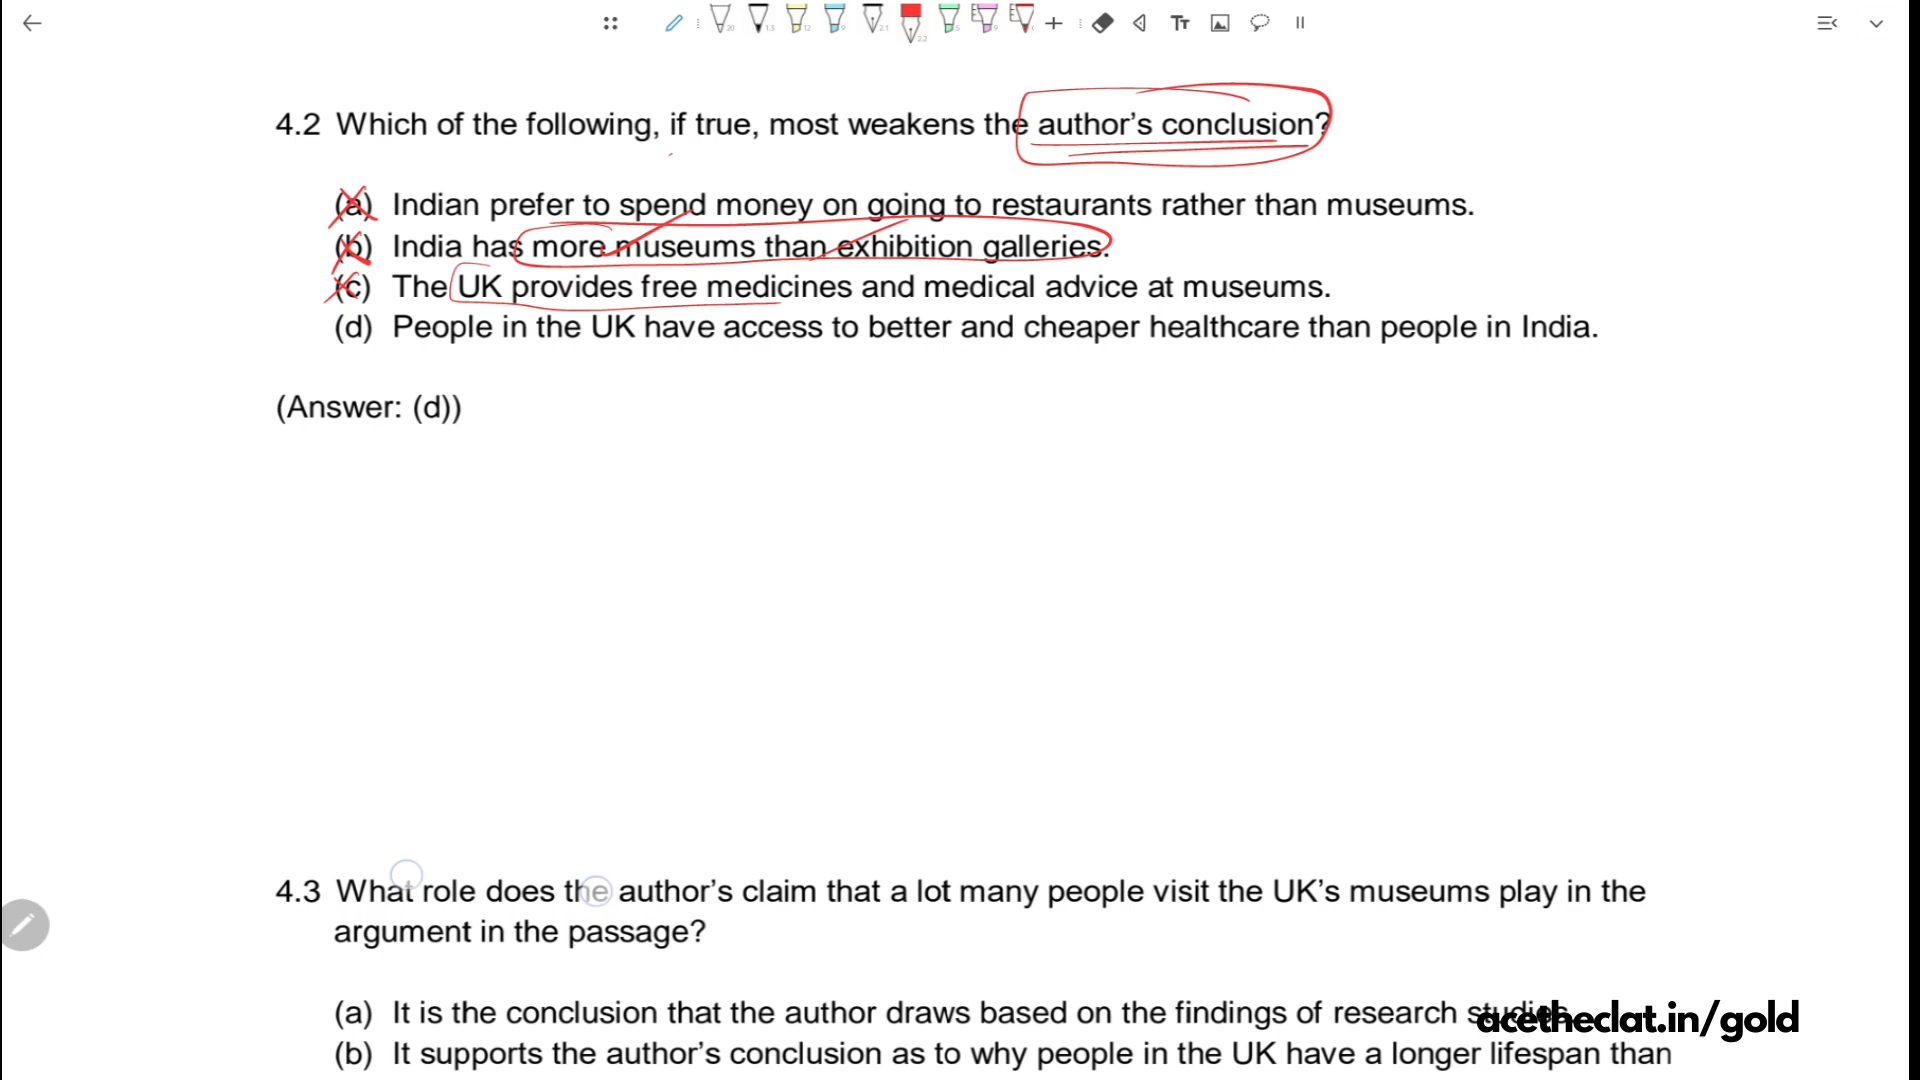 4.2 Which of the following, if true, most weakens the author's conclusion?
(a) Indian prefer to spend money on going to restaurants rather than museums.
(b) India has more museums than exhibition galleries.
(c) The UK provides free medicines and medical advice at museums.
(d) People in the UK have access to better and cheaper healthcare than people in India.
(Answer: (d))
4.3 What role does the author's claim that a lot many people visit the UK's museums play in the
argument in the passage?
(a) It is the conclusion that the author draws based on the findings of research
acetheclat.in/gold
(b) It supports the author's conclusion as to why people in the UK have a longer lifespan than